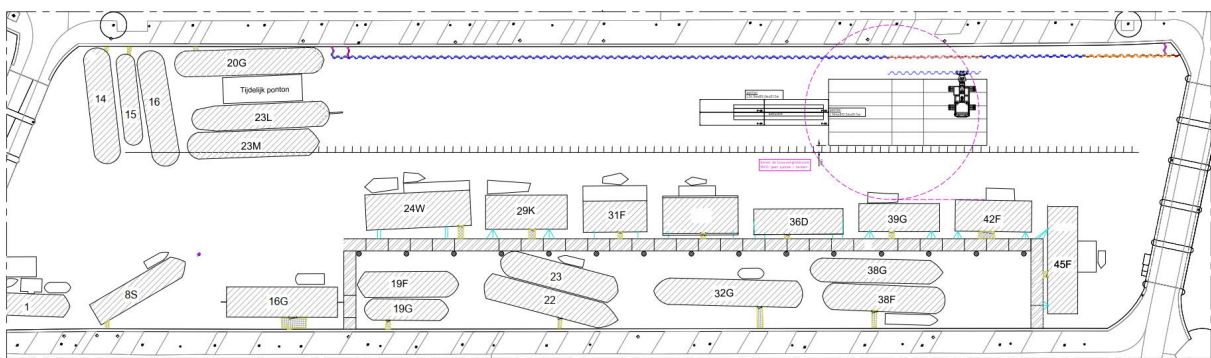 20G
14
15
16
Tijdelijk ponton
23L
23M
24W
29K
31F
36D
39G
42F
45F
1
8S
16G
19F
19G
23
22
32G
38G
38F